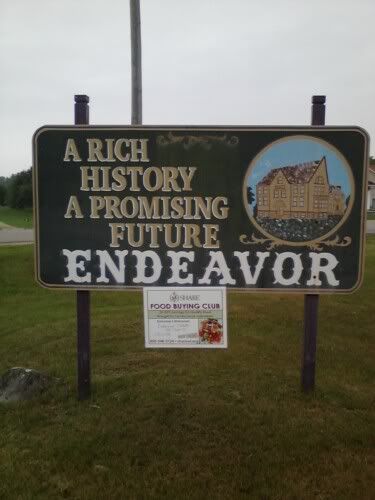 A RICH
HISTORY
A PROMISING
FUTURE
ENDEAVOR
SHARE
FOOD BUYING CLUB